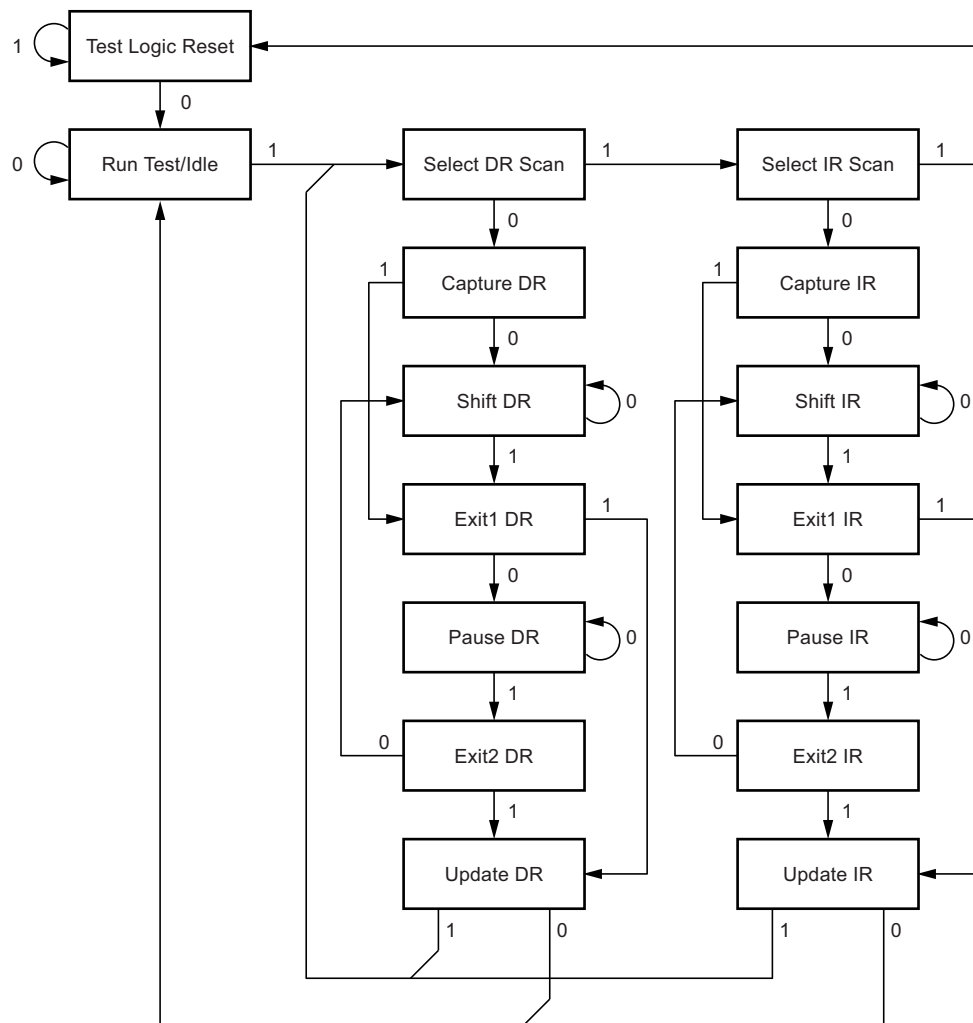 1 Test Logic Reset
0
0 Run Test/Idle 1 Select DR Scan 1 Select IR Scan 1
0 0
1 Capture DR 1 Capture IR
0 0
Shift DR 0 Shift IR 0
1 1
Exit1 DR 1 Exit1 IR 1
0 0
Pause DR 0 Pause IR 0
1 1
0 Exit2 DR 0 Exit2 IR
1 1
Update DR Update IR
1 0 1 0